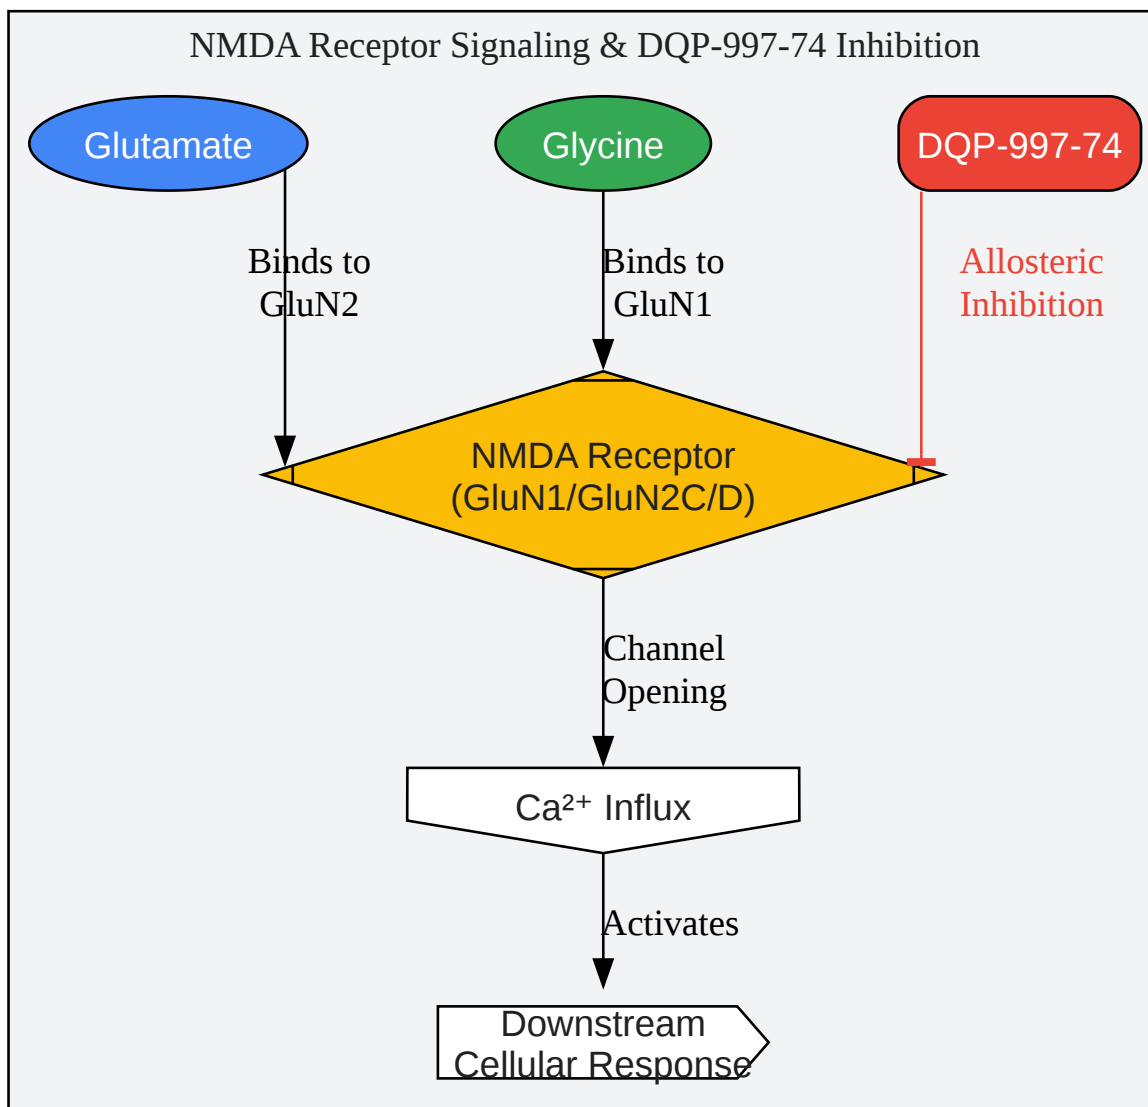 NMDA Receptor Signaling & DQP-997-74 Inhibition
Glutamate
Glycine
DQP-997-74
Binds to
GluN2
Binds to
GluN1
Allosteric
Inhibition
NMDA Receptor
(GluN1/GluN2C/D)
Channel
Opening
Ca²⁺ Influx
Activates
Downstream
Cellular Response